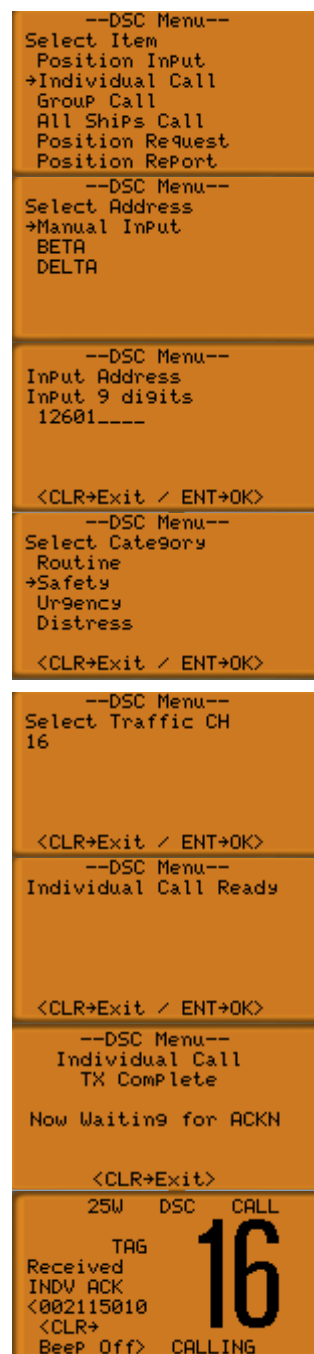 --DSC Menu--
Select Item
Position Input
→Individual Call
Group Call
All Ships Call
Position Request
Position Report
--DSC Menu--
Select Address
→Manual Input
BETA
DELTA
--DSC Menu--
Input Address
Input 9 digits
12601____
<CLR→Exit / ENT→OK>
--DSC Menu--
Select Category
Routine
→Safety
Urgency
Distress
<CLR→Exit / ENT→OK>
--DSC Menu--
Select Traffic CH
16
<CLR→Exit / ENT→OK>
--DSC Menu--
Individual Call Ready
<CLR→Exit / ENT→OK>
--DSC Menu--
Individual Call
TX Complete
Now Waiting for ACKN
<CLR→Exit>
25W DSC CALL
TAG
16
Received
INDV ACK
<002115010
<CLR→
Beep Off> CALLING